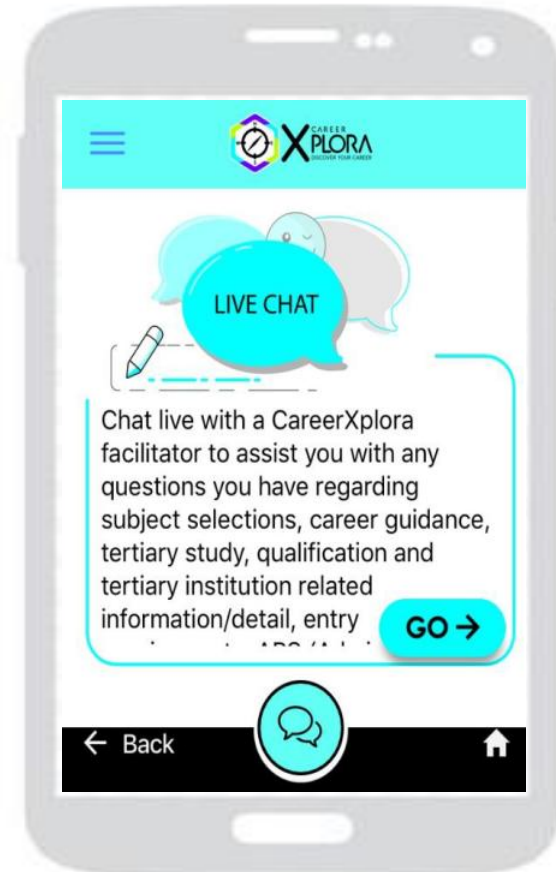 CAREER
XPLORA
DISCOVER YOUR CAREER
LIVE CHAT
Chat live with a CareerXplora
facilitator to assist you with any
questions you have regarding
subject selections, career guidance,
tertiary study, qualification and
tertiary institution related
information/detail, entry
GO →
← Back